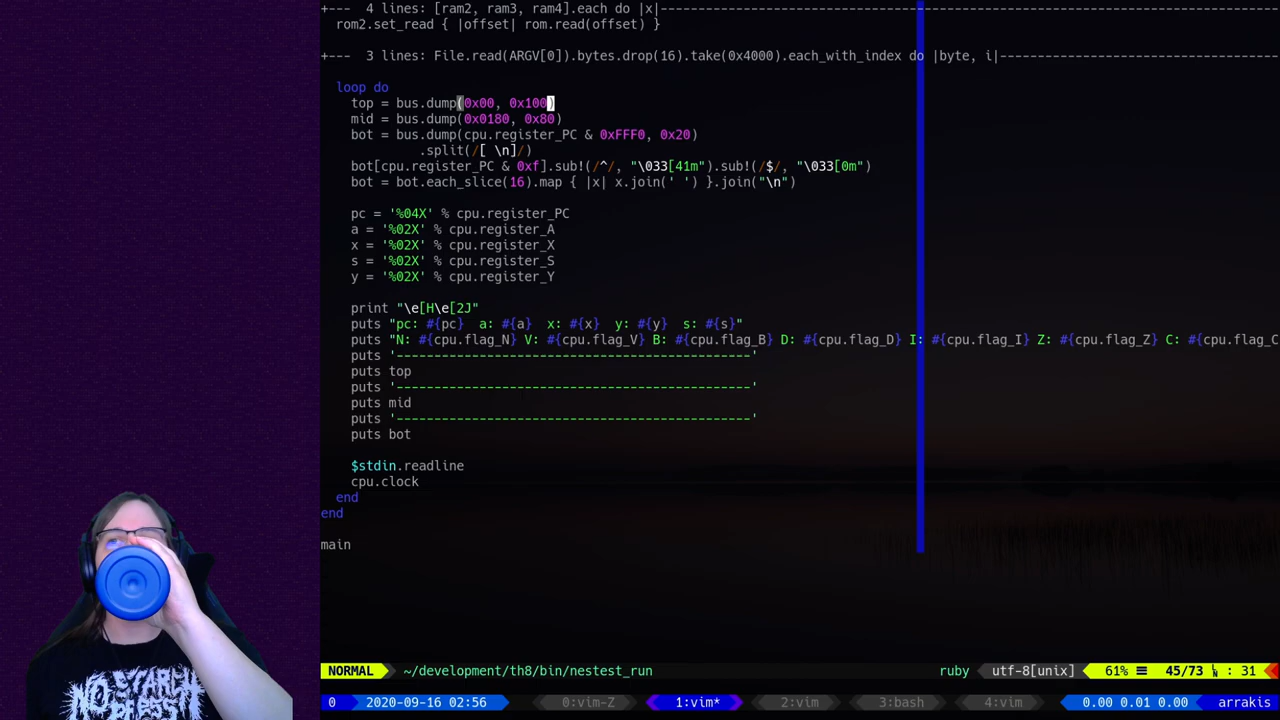 +---  4 lines: [ram2, ram3, ram4].each do |x|
rom2.set_read { |offset| rom.read(offset) }
+---  3 lines: File.read(ARGV[0]).bytes.drop(16).take(0x4000).each_with_index do |byte, i|
loop do
top = bus.dump(0x00, 0x100)
mid = bus.dump(0x0180, 0x80)
bot = bus.dump(cpu.register_PC & 0xFFF0, 0x20)
.split(/[ \n]/)
bot[cpu.register_PC & 0xf].sub!(/^/, "\033[41m").sub!(/$/, "\033[0m")
bot = bot.each_slice(16).map { |x| x.join(' ') }.join("\n")
pc = '%04X' % cpu.register_PC
a = '%02X' % cpu.register_A
x = '%02X' % cpu.register_X
s = '%02X' % cpu.register_S
y = '%02X' % cpu.register_Y
print "\e[H\e[2J"
puts "pc: #{pc}  a: #{a}  x: #{x}  y: #{y}  s: #{s}"
puts "N: #{cpu.flag_N} V: #{cpu.flag_V} B: #{cpu.flag_B} D: #{cpu.flag_D} I: #{cpu.flag_I} Z: #{cpu.flag_Z} C: #{cpu.flag_C
puts '-----------------------------------------------'
puts top
puts '-----------------------------------------------'
puts mid
puts '-----------------------------------------------'
puts bot
$stdin.readline
cpu.clock
end
end
main
NORMAL ~/development/th8/bin/nestest_run ruby utf-8[unix] 61% ☰ 45/73 ㏑ : 31
0 2020-09-16 02:56 0:vim-Z 1:vim* 2:vim 3:bash 4:vim 0.00 0.01 0.00 arrakis
NO STARCH
PRESS